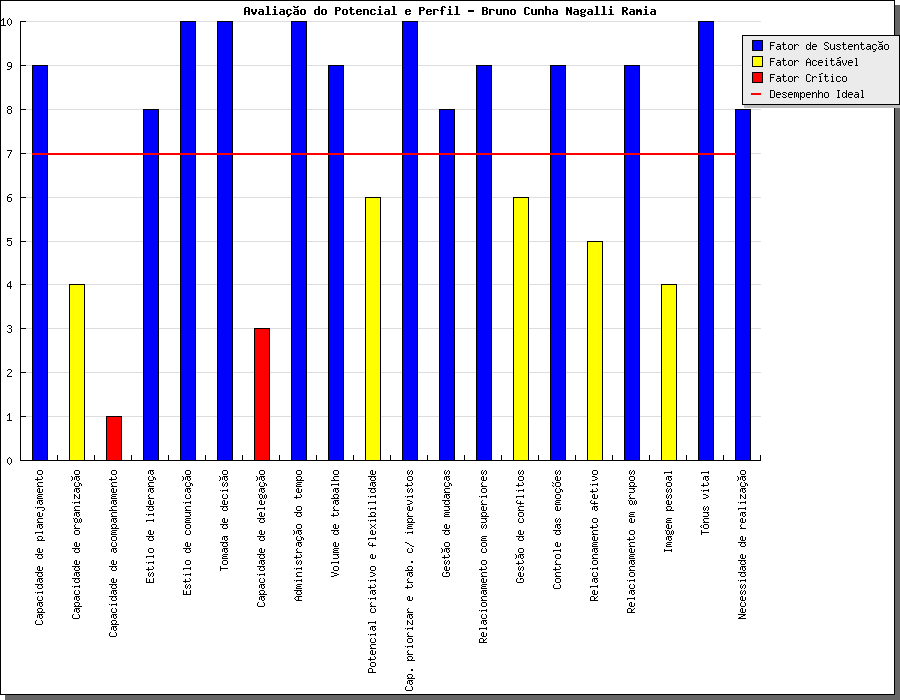 Avaliação do Potencial e Perfil - Bruno Cunha Nagalli Ramia
10
9
8
7
6
5
4
3
2
1
0
Fator de Sustentação
Fator Aceitável
Fator Crítico
Desempenho Ideal
Capacidade de planejamento
Capacidade de organização
Capacidade de acompanhamento
Estilo de liderança
Estilo de comunicação
Tomada de decisão
Capacidade de delegação
Administração do tempo
Volume de trabalho
Potencial criativo e flexibilidade
Cap. priorizar e trab. c/ imprevistos
Gestão de mudanças
Relacionamento com superiores
Gestão de conflitos
Controle das emoções
Relacionamento afetivo
Relacionamento em grupos
Imagem pessoal
Tônus vital
Necessidade de realização